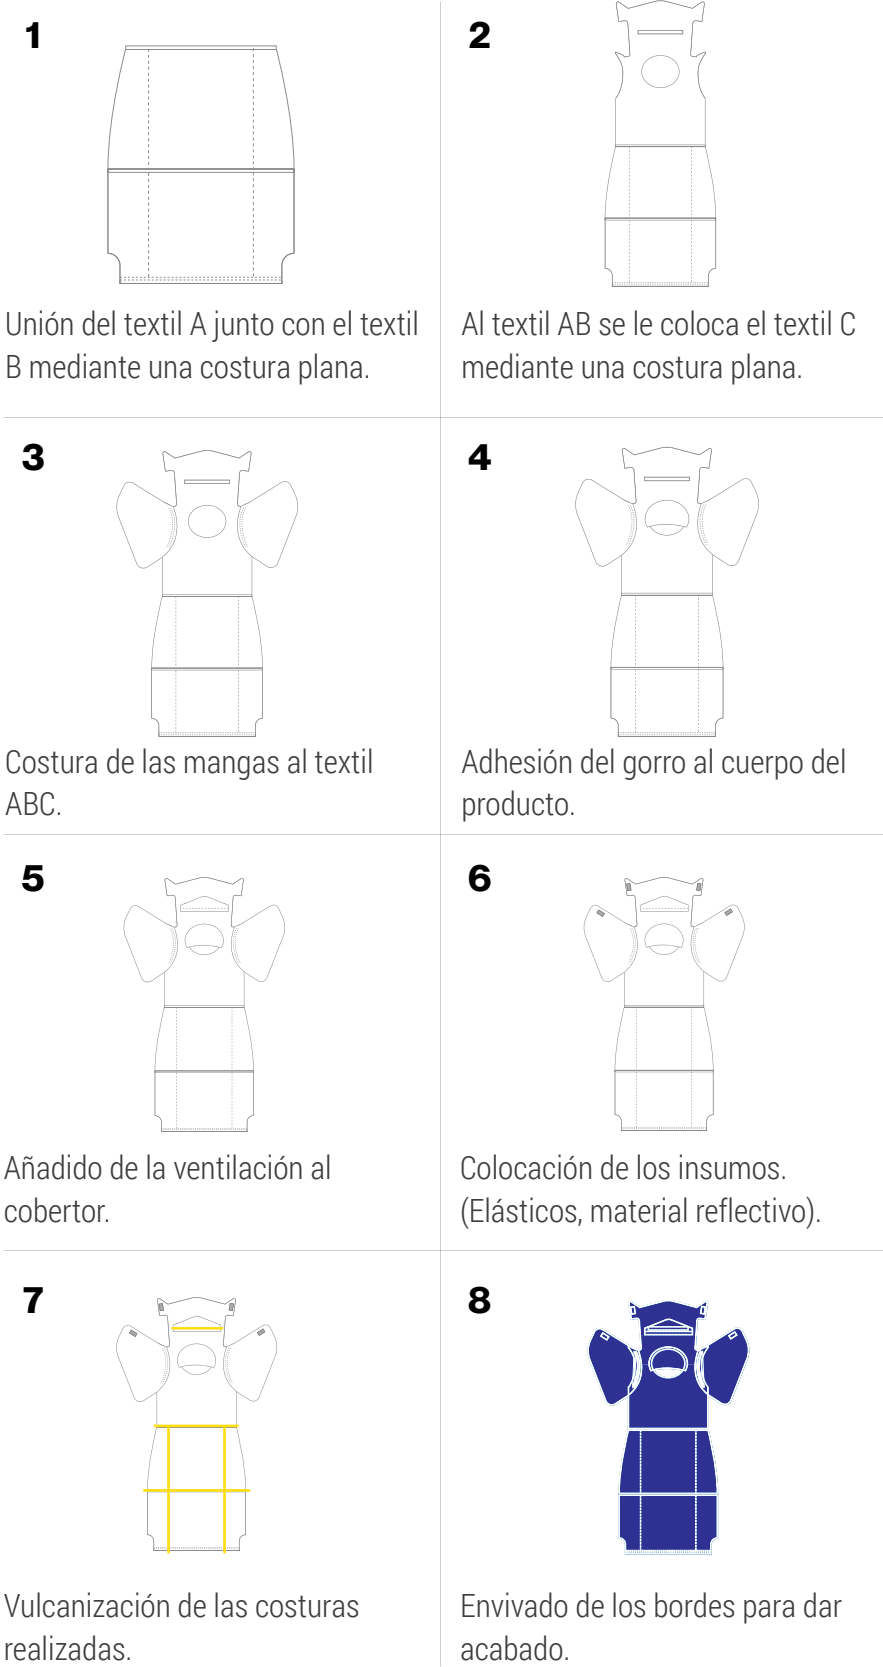 1
Unión del textil A junto con el textil
B mediante una costura plana.
2
Al textil AB se le coloca el textil C
mediante una costura plana.
3
Costura de las mangas al textil
ABC.
4
Adhesión del gorro al cuerpo del
producto.
5
Añadido de la ventilación al
cobertor.
6
Colocación de los insumos.
(Elásticos, material reflectivo).
7
Vulcanización de las costuras
realizadas.
8
Envivado de los bordes para dar
acabado.